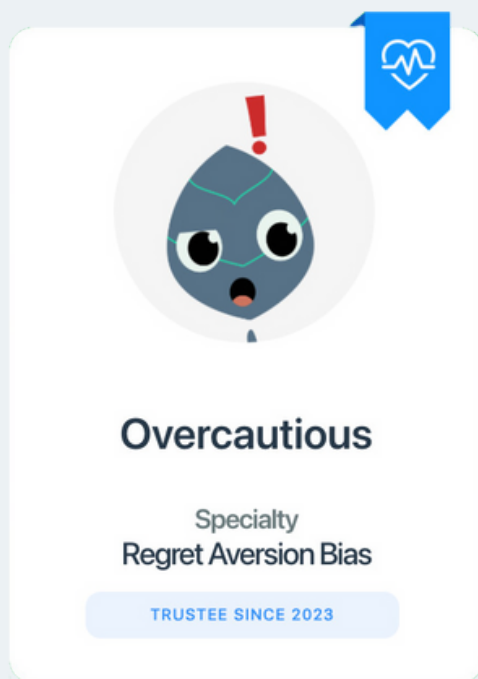 Overcautious
Specialty
Regret Aversion Bias
TRUSTEE SINCE 2023